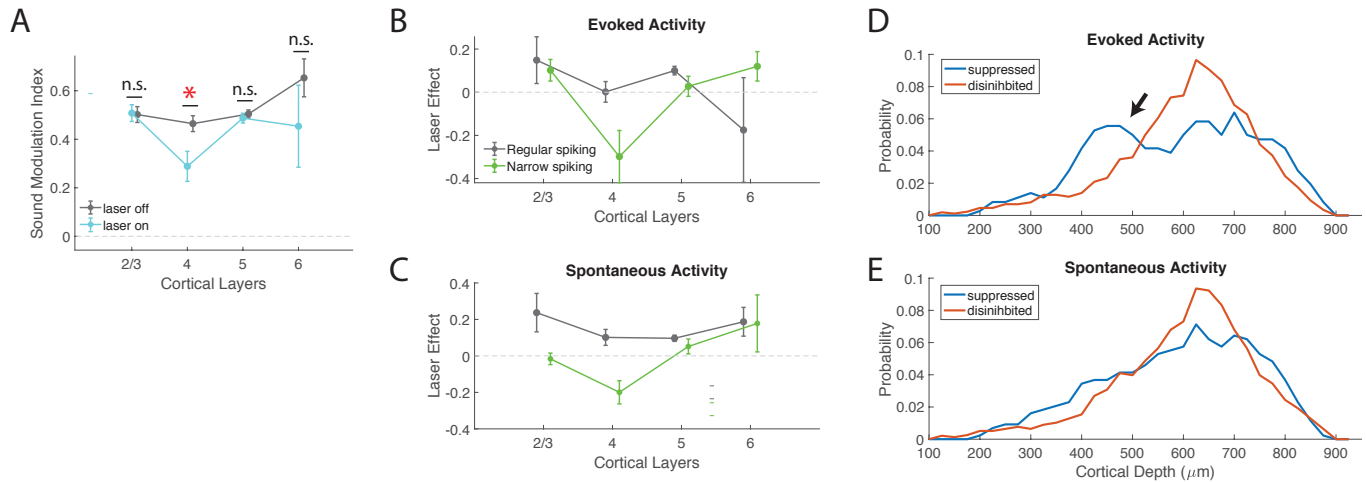 A
n.s.
*
n.s.
n.s.
Sound Modulation Index
0.6
0.4
0.2
0
laser off
laser on
2/3
4
5
6
Cortical Layers
B
Evoked Activity
Laser Effect
0.2
0
-0.2
-0.4
Regular spiking
Narrow spiking
2/3
4
5
6
Cortical Layers
C
Spontaneous Activity
Laser Effect
0.4
0.2
0
-0.2
-0.4
2/3
4
5
6
Cortical Layers
D
Evoked Activity
Probability
0.1
0.08
0.06
0.04
0.02
0
suppressed
disinihbited
100 200 300 400 500 600 700 800 900
E
Spontaneous Activity
Probability
0.1
0.08
0.06
0.04
0.02
0
suppressed
disinihbited
100 200 300 400 500 600 700 800 900
Cortical Depth (μm)